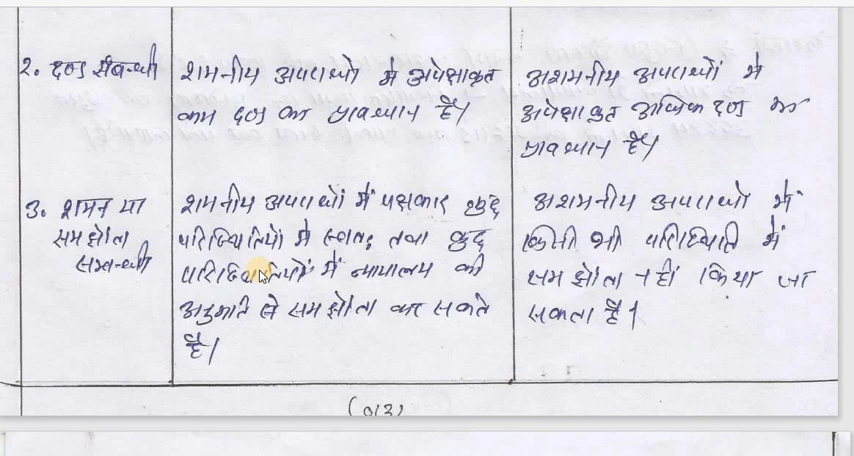 2. दण्ड संबन्धी
शमनीय अपराधों में अपेक्षाकृत
कम दण्ड का प्रावधान है।
अशमनीय अपराधों में
अपेक्षाकृत अधिक दण्ड का
प्रावधान है।
3. शमन या
समझौता
सम्बन्धी
शमनीय अपराधों में पक्षकार कुछ
परिस्थितियों में स्वतः तथा कुछ
परिस्थितियों में न्यायालय की
अनुमति से समझौता कर सकते
है।
अशमनीय अपराधों में
किसी भी परिस्थिति में
समझौता नहीं किया जा
सकता है।
(013)